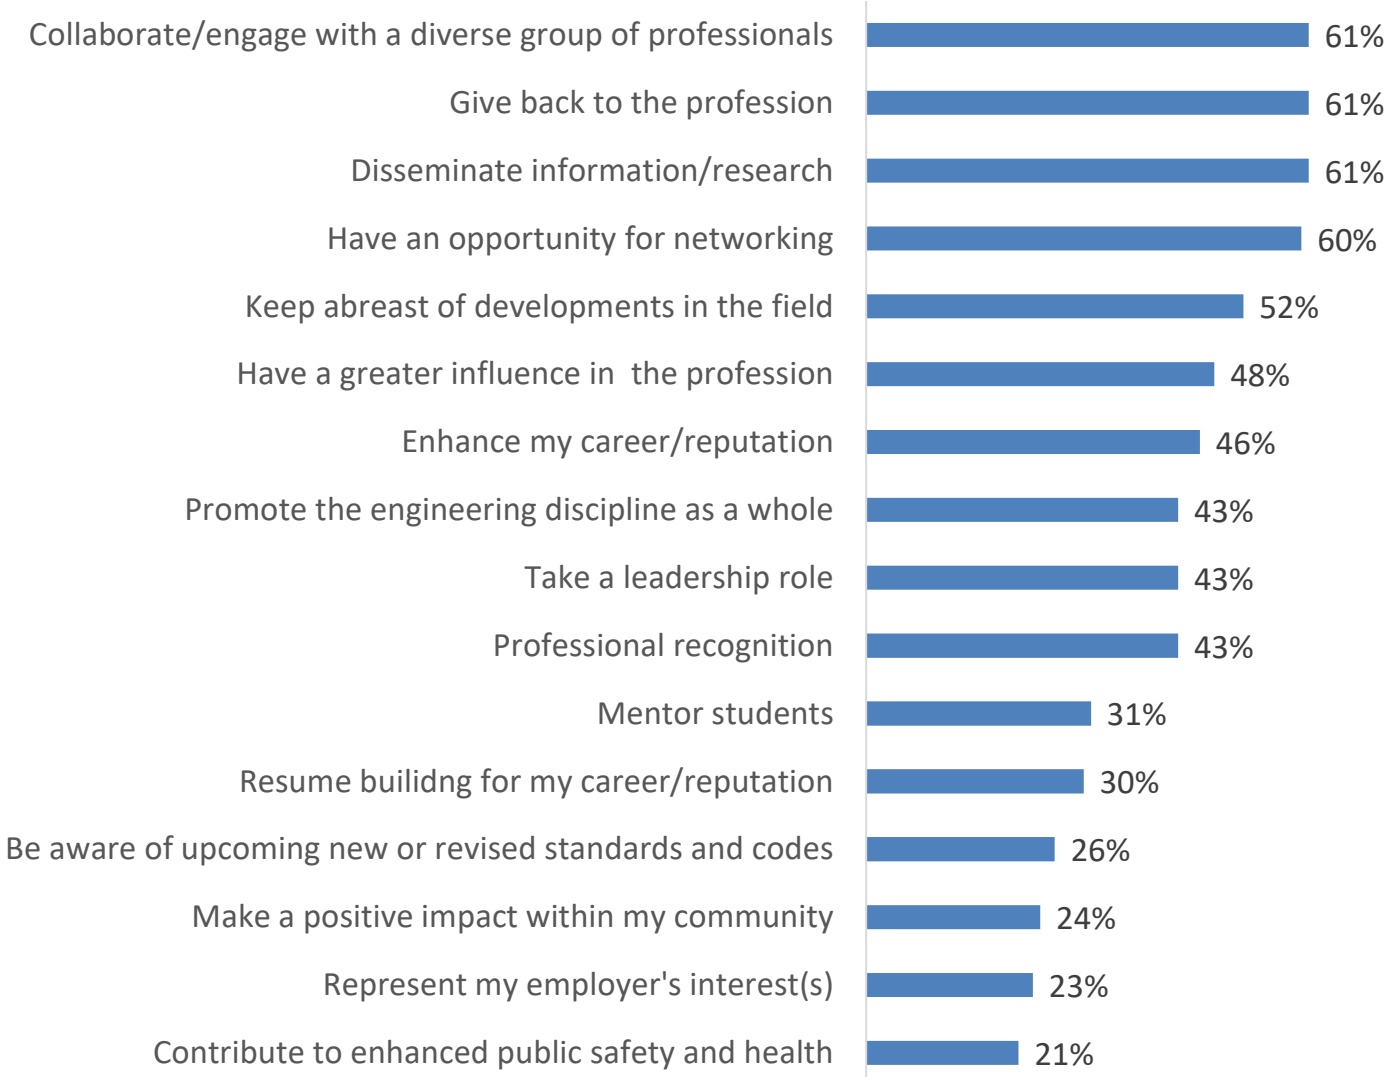 Collaborate/engage with a diverse group of professionals 61%
Give back to the profession 61%
Disseminate information/research 61%
Have an opportunity for networking 60%
Keep abreast of developments in the field 52%
Have a greater influence in  the profession 48%
Enhance my career/reputation 46%
Promote the engineering discipline as a whole 43%
Take a leadership role 43%
Professional recognition 43%
Mentor students 31%
Resume builidng for my career/reputation 30%
Be aware of upcoming new or revised standards and codes 26%
Make a positive impact within my community 24%
Represent my employer's interest(s) 23%
Contribute to enhanced public safety and health 21%